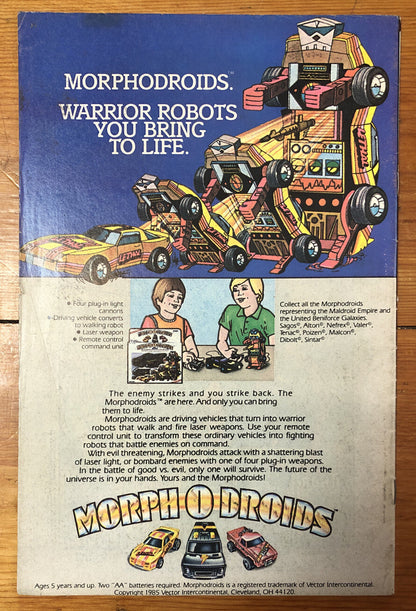 MORPHODROIDS.™
WARRIOR ROBOTS
YOU BRING
TO LIFE.
• Four plug-in light
cannons
• Driving vehicle converts
to walking robot
• Laser weapon
• Remote control
command unit
Collect all the Morphodroids
representing the Maldroid Empire and
the United Beniforce Galaxies.
Sagos®, Alton®, Nefrex®, Valer®,
Tenac®, Poizen®, Malcon®,
Dibolt®, Sintar®
The enemy strikes and you strike back. The
Morphodroids™ are here. And only you can bring
them to life.
Morphodroids are driving vehicles that turn into warrior
robots that walk and fire laser weapons. Use your remote
control unit to transform these ordinary vehicles into fighting
robots that battle enemies on command.
With evil threatening, Morphodroids attack with a shattering blast
of laser light, or bombard enemies with one of four plug-in weapons.
In the battle of good vs. evil, only one will survive. The future of the
universe is in your hands. Yours and the Morphodroids!
MORPH-O-DROIDS™
Ages 5 years and up. Two "AA" batteries required. Morphodroids is a registered trademark of Vector Intercontinental.
Copyright 1985 Vector Intercontinental, Cleveland, OH 44120.